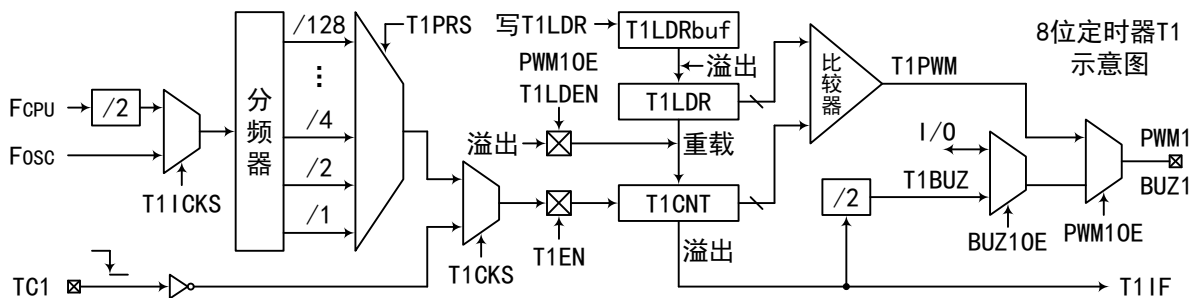 8位定时器T1
示意图
FCPU
/2
FOSC
T1ICKS
分频器
/128
⋮
/4
/2
/1
T1PRS
TC1
T1CKS
T1EN
写T1LDR
T1LDRbuf
溢出
PWM1OE
T1LDEN
溢出
T1LDR
重载
T1CNT
溢出
比较器
T1PWM
I/O
/2
T1BUZ
BUZ1OE
PWM1OE
PWM1
BUZ1
T1IF